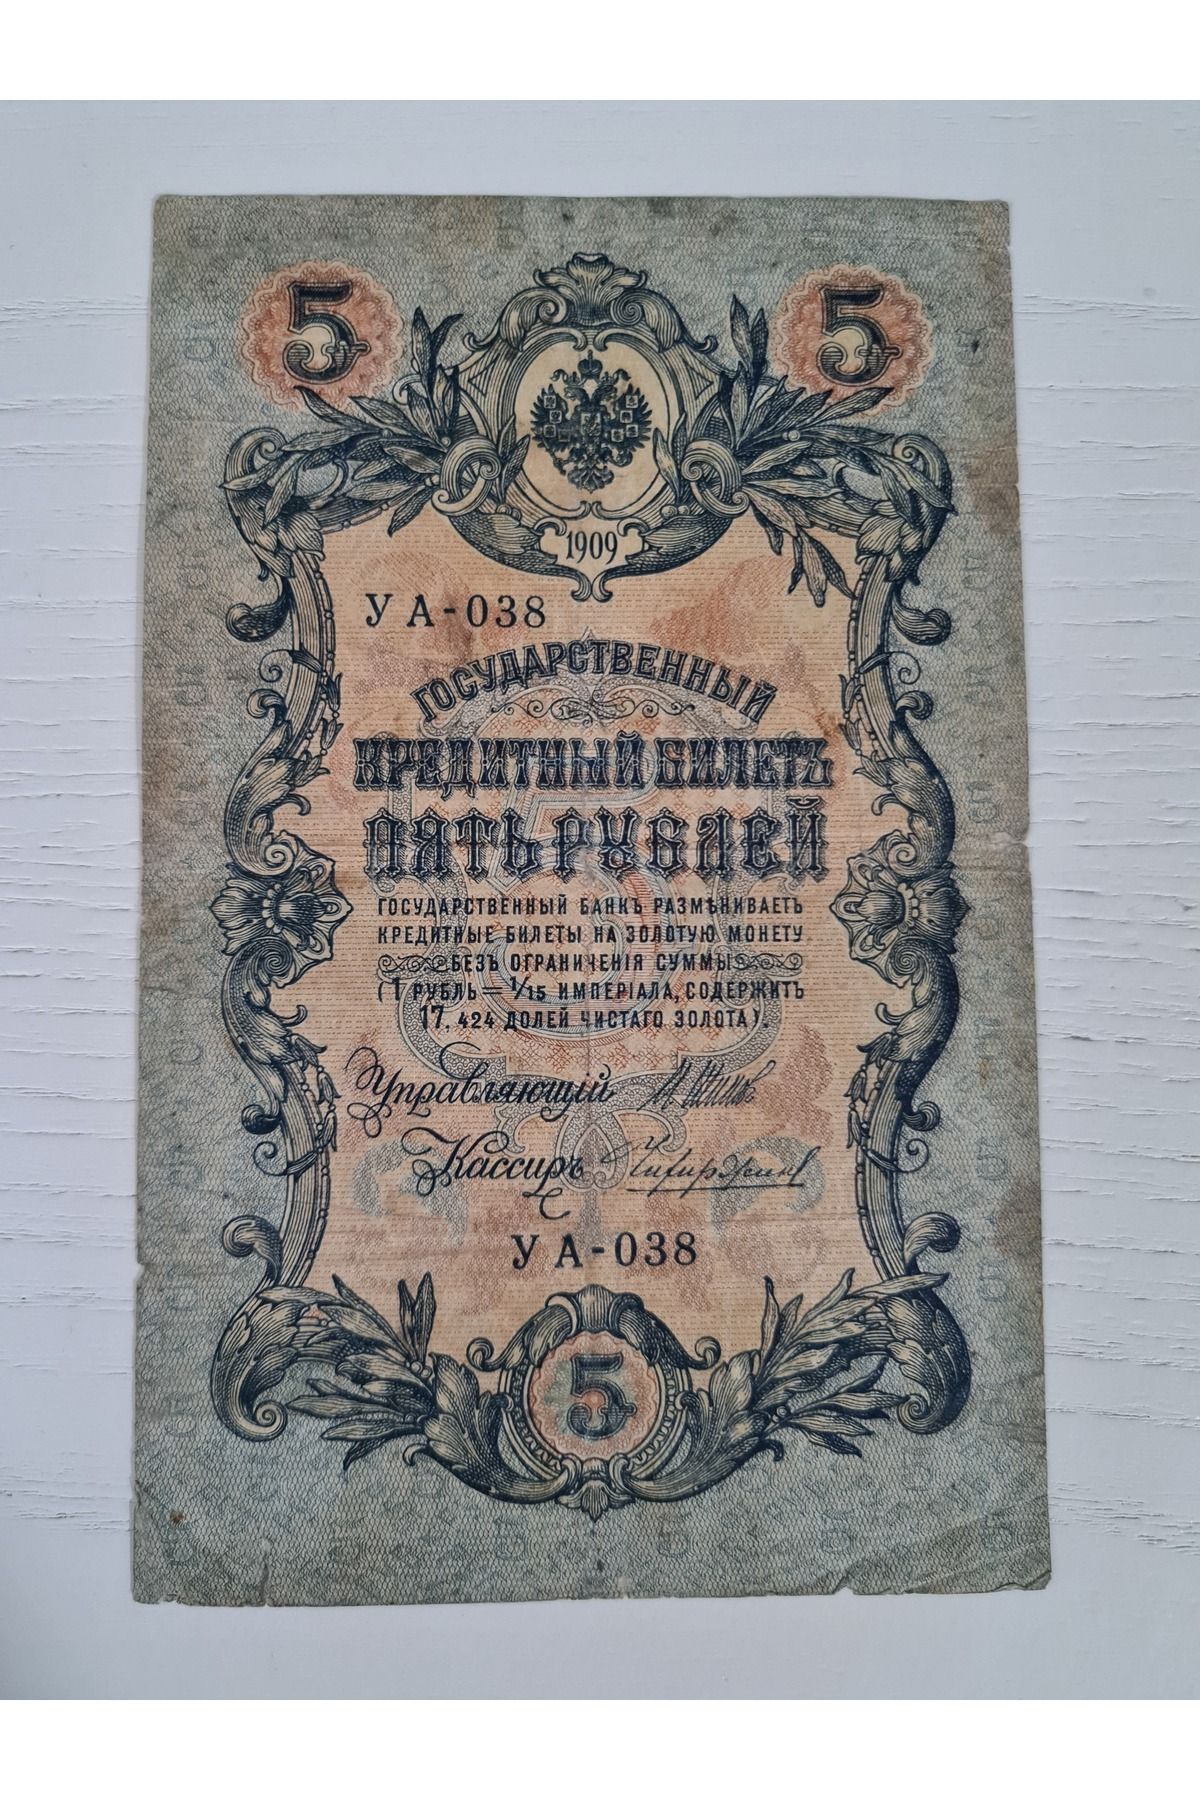 5 5
1909
УА-038
ГОСУДАРСТВЕННЫЙ
КРЕДИТНЫЙ БИЛЕТЪ
ПЯТЬ РУБЛЕЙ
ГОСУДАРСТВЕННЫЙ БАНКЪ РАЗМѢНИВАЕТЪ
КРЕДИТНЫЕ БИЛЕТЫ НА ЗОЛОТУЮ МОНЕТУ
БЕЗЪ ОГРАНИЧЕНІЯ СУММЫ
(1 РУБЛЬ = 1/15 ИМПЕРІАЛА, СОДЕРЖИТЪ
17,424 ДОЛЕЙ ЧИСТАГО ЗОЛОТА).
Управляющій
Кассиръ
УА-038
5